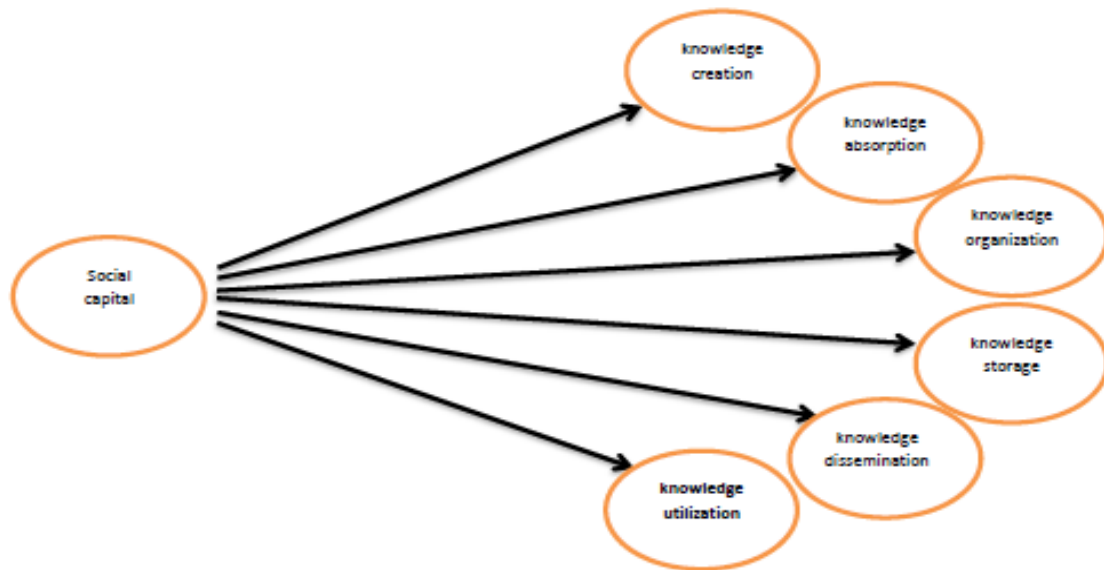 knowledge
creation
knowledge
absorption
knowledge
organization
Social
capital
knowledge
storage
knowledge
dissemination
knowledge
utilization